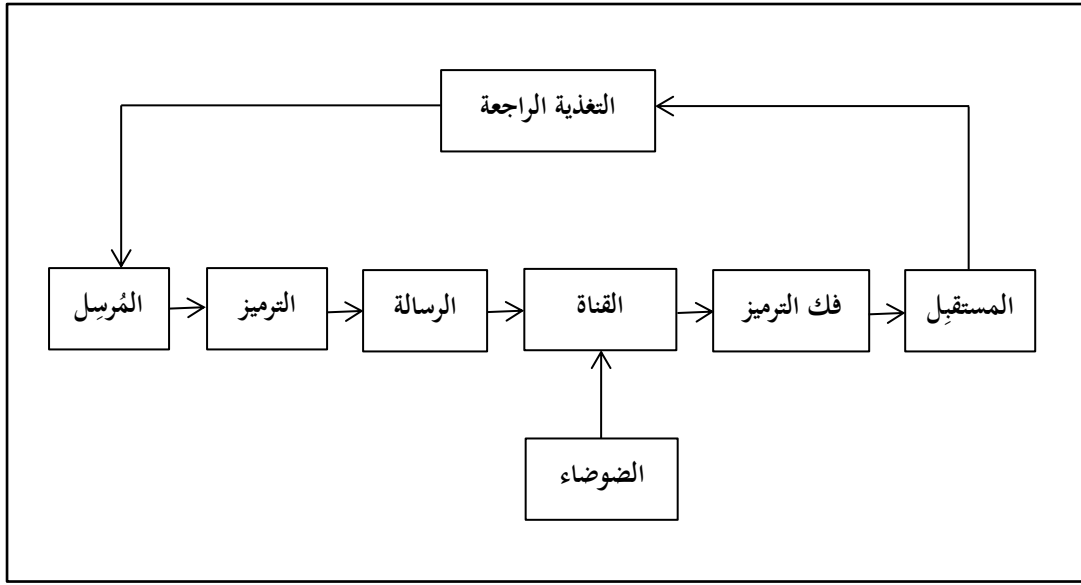 التغذية الراجعة
المُرسِل
الترميز
الرسالة
القناة
فك الترميز
المستقبِل
الضوضاء